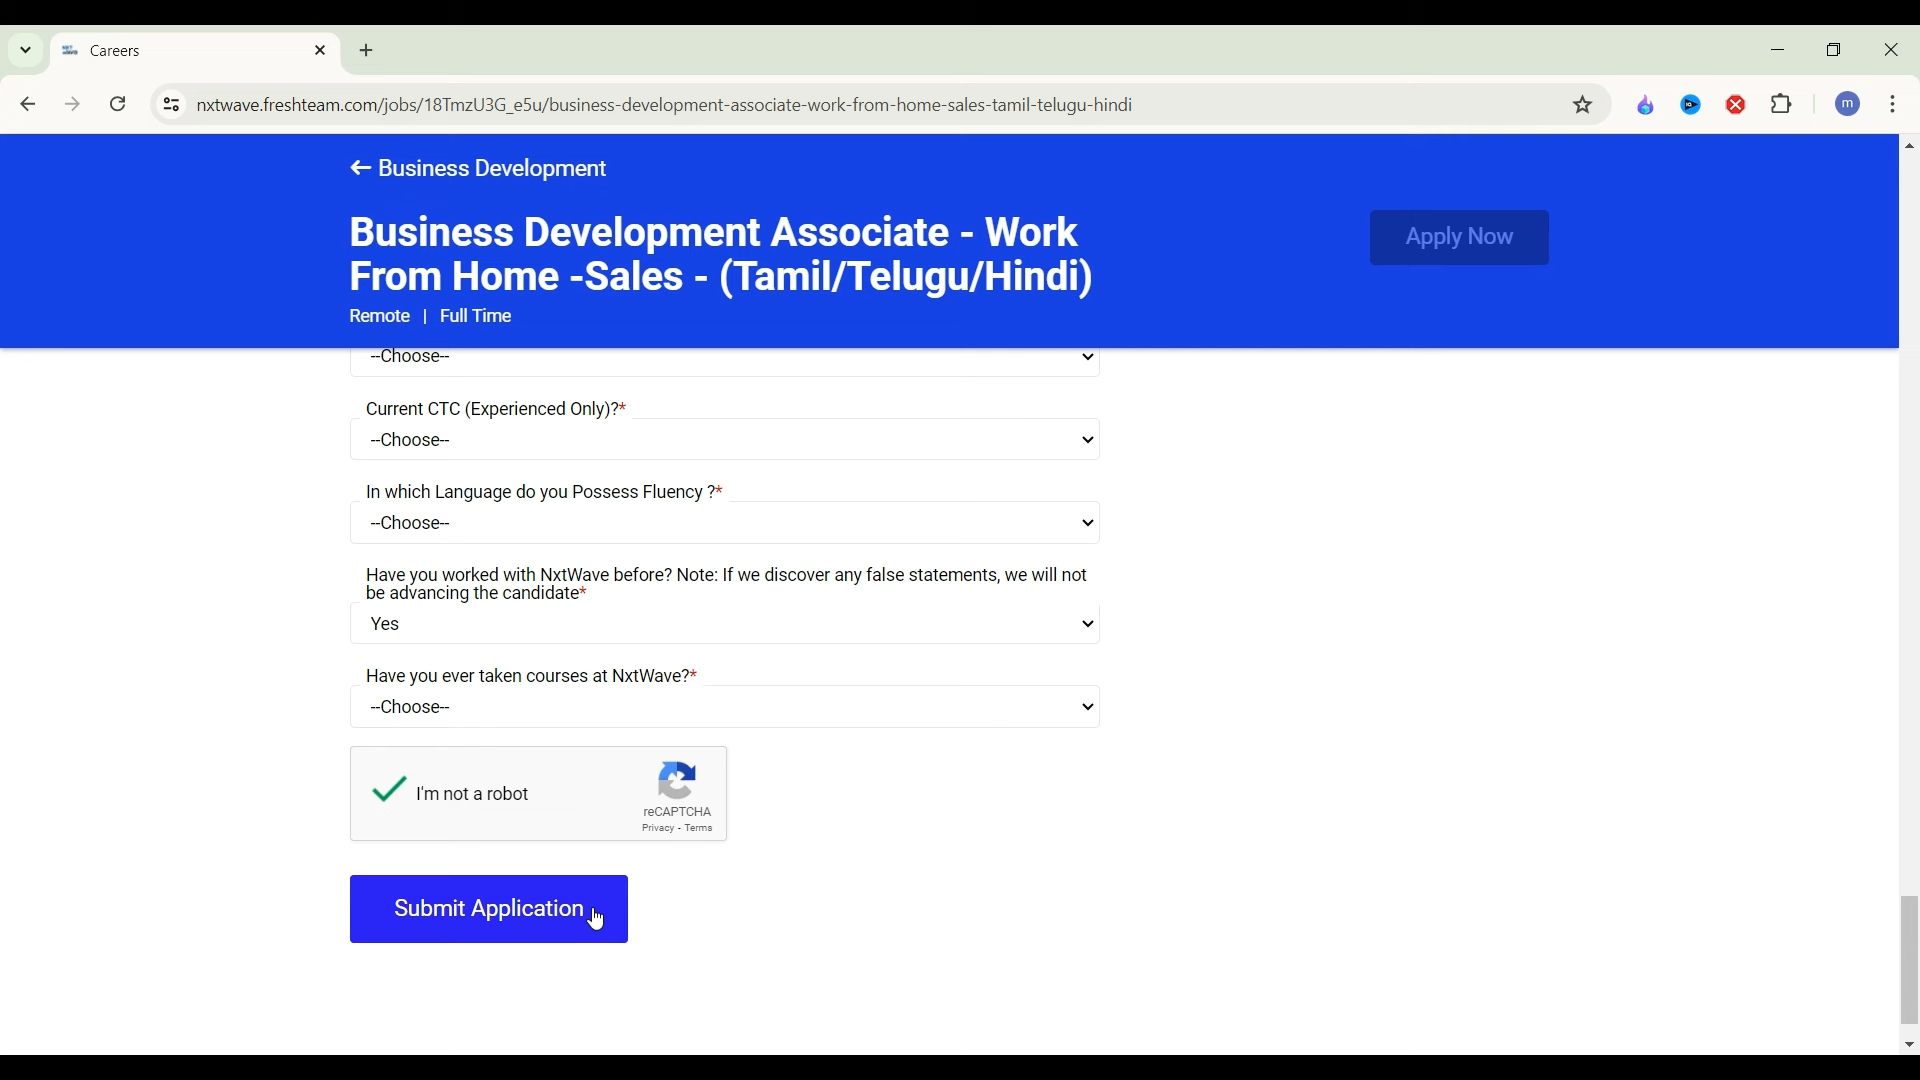 Careers
nxtwave.freshteam.com/jobs/18TmzU3G_e5u/business-development-associate-work-from-home-sales-tamil-telugu-hindi
m
← Business Development
Business Development Associate - Work
From Home -Sales - (Tamil/Telugu/Hindi)
Apply Now
Remote | Full Time
--Choose--
Current CTC (Experienced Only)?*
--Choose--
In which Language do you Possess Fluency ?*
--Choose--
Have you worked with NxtWave before? Note: If we discover any false statements, we will not
be advancing the candidate*
Yes
Have you ever taken courses at NxtWave?*
--Choose--
I'm not a robot
reCAPTCHA
Privacy - Terms
Submit Application